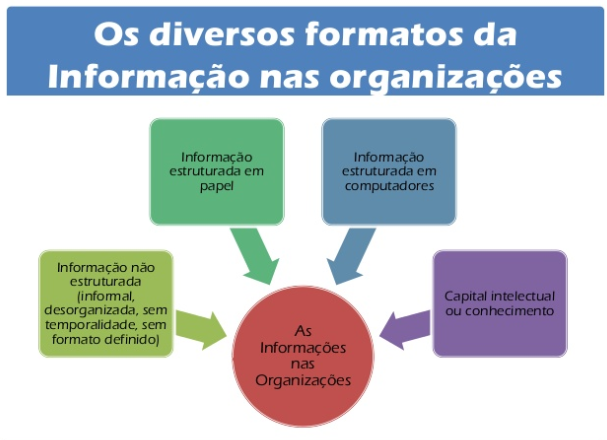 Os diversos formatos da
Informação nas organizações
Informação
estruturada em
papel
Informação
estruturada em
computadores
Informação não
estruturada
(informal,
desorganizada, sem
temporalidade, sem
formato definido)
Capital intelectual
ou conhecimento
As
Informações
nas
Organizações